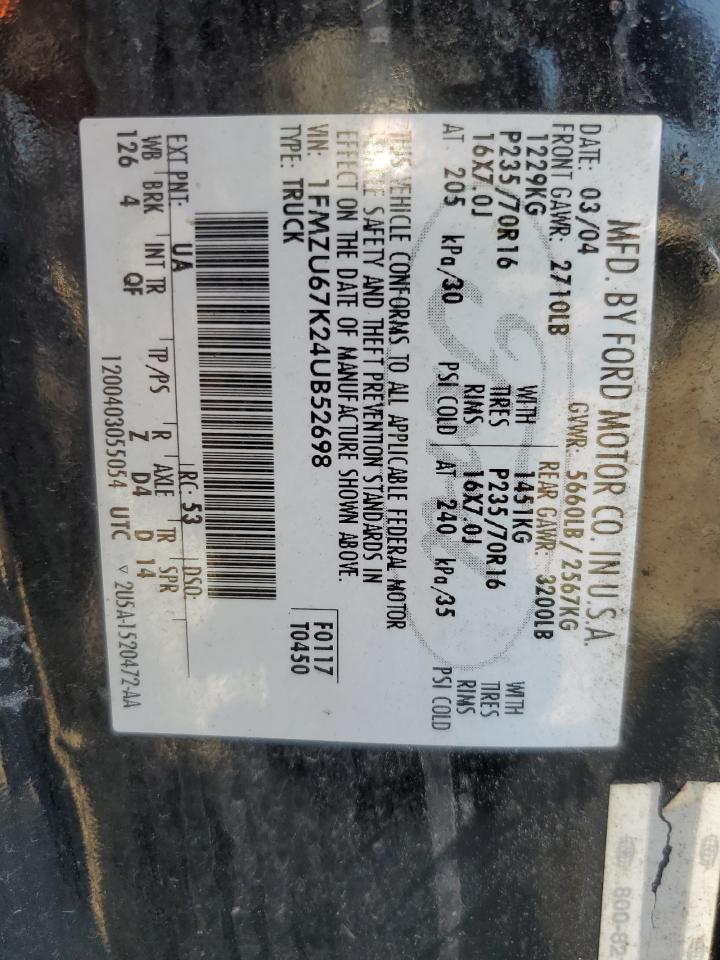 MFD. BY FORD MOTOR CO. IN U.S.A.
DATE: 03/04 GVWR: 5660LB / 2567KG
FRONT GAWR: 2710LB REAR GAWR: 3200LB
1229KG WITH 1451KG WITH
P235/70R16 TIRES P235/70R16 TIRES
16X7.0J RIMS 16X7.0J RIMS
AT 205 kPa/30 PSI COLD AT 240 kPa/35 PSI COLD
THIS VEHICLE CONFORMS TO ALL APPLICABLE FEDERAL MOTOR
SAFETY AND THEFT PREVENTION STANDARDS IN
EFFECT ON THE DATE OF MANUFACTURE SHOWN ABOVE.
VIN: 1FMZU67K24UB52698 F0117
TYPE: TRUCK T0450
EXT PNT: UA RC: 53 DSO:
WB BRK INT TR TP/PS R AXLE TR SPR
126 4 QF Z D4 D 14
1200403055054 UTC ▽ 2U5A-1520472-AA
800-82